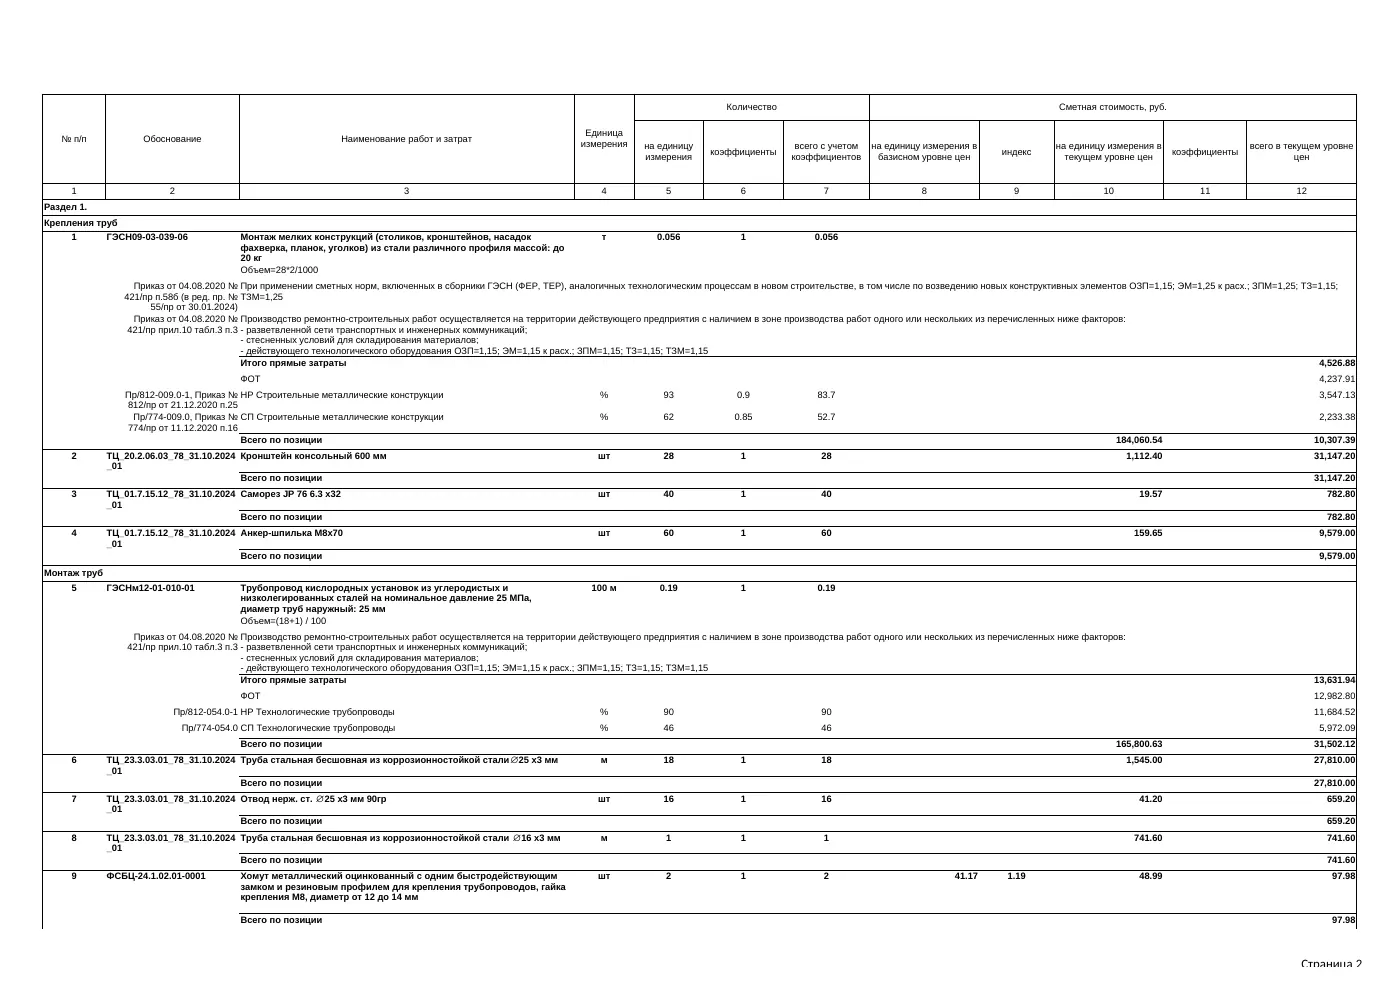 № п/п Обоснование Наименование работ и затрат Единица измерения Количество Сметная стоимость, руб.
на единицу измерения коэффициенты всего с учетом коэффициентов на единицу измерения в базисном уровне цен индекс на единицу измерения в текущем уровне цен коэффициенты всего в текущем уровне цен
1 2 3 4 5 6 7 8 9 10 11 12
Раздел 1.
Крепления труб
1 ГЭСН09-03-039-06 Монтаж мелких конструкций (столиков, кронштейнов, насадок т 0.056 1 0.056
фахверка, планок, уголков) из стали различного профиля массой: до
20 кг
Объем=28*2/1000
Приказ от 04.08.2020 № При применении сметных норм, включенных в сборники ГЭСН (ФЕР, ТЕР), аналогичных технологическим процессам в новом строительстве, в том числе по возведению новых конструктивных элементов ОЗП=1,15; ЭМ=1,25 к расх.; ЗПМ=1,25; ТЗ=1,15;
421/пр п.58б (в ред. пр. № ТЗМ=1,25
55/пр от 30.01.2024)
Приказ от 04.08.2020 № Производство ремонтно-строительных работ осуществляется на территории действующего предприятия с наличием в зоне производства работ одного или нескольких из перечисленных ниже факторов:
421/пр прил.10 табл.3 п.3 - разветвленной сети транспортных и инженерных коммуникаций;
- стесненных условий для складирования материалов;
- действующего технологического оборудования ОЗП=1,15; ЭМ=1,15 к расх.; ЗПМ=1,15; ТЗ=1,15; ТЗМ=1,15
Итого прямые затраты 4,526.88
ФОТ 4,237.91
Пр/812-009.0-1, Приказ № НР Строительные металлические конструкции % 93 0.9 83.7 3,547.13
812/пр от 21.12.2020 п.25
Пр/774-009.0, Приказ № СП Строительные металлические конструкции % 62 0.85 52.7 2,233.38
774/пр от 11.12.2020 п.16
Всего по позиции 184,060.54 10,307.39
2 ТЦ_20.2.06.03_78_31.10.2024 Кронштейн консольный 600 мм шт 28 1 28 1,112.40 31,147.20
_01
Всего по позиции 31,147.20
3 ТЦ_01.7.15.12_78_31.10.2024 Саморез JP 76 6.3 x32 шт 40 1 40 19.57 782.80
_01
Всего по позиции 782.80
4 ТЦ_01.7.15.12_78_31.10.2024 Анкер-шпилька М8х70 шт 60 1 60 159.65 9,579.00
_01
Всего по позиции 9,579.00
Монтаж труб
5 ГЭСНм12-01-010-01 Трубопровод кислородных установок из углеродистых и 100 м 0.19 1 0.19
низколегированных сталей на номинальное давление 25 МПа,
диаметр труб наружный: 25 мм
Объем=(18+1) / 100
Приказ от 04.08.2020 № Производство ремонтно-строительных работ осуществляется на территории действующего предприятия с наличием в зоне производства работ одного или нескольких из перечисленных ниже факторов:
421/пр прил.10 табл.3 п.3 - разветвленной сети транспортных и инженерных коммуникаций;
- стесненных условий для складирования материалов;
- действующего технологического оборудования ОЗП=1,15; ЭМ=1,15 к расх.; ЗПМ=1,15; ТЗ=1,15; ТЗМ=1,15
Итого прямые затраты 13,631.94
ФОТ 12,982.80
Пр/812-054.0-1 НР Технологические трубопроводы % 90 90 11,684.52
Пр/774-054.0 СП Технологические трубопроводы % 46 46 5,972.09
Всего по позиции 165,800.63 31,502.12
6 ТЦ_23.3.03.01_78_31.10.2024 Труба стальная бесшовная из коррозионностойкой стали ∅25 х3 мм м 18 1 18 1,545.00 27,810.00
_01
Всего по позиции 27,810.00
7 ТЦ_23.3.03.01_78_31.10.2024 Отвод нерж. ст. ∅25 х3 мм 90гр шт 16 1 16 41.20 659.20
_01
Всего по позиции 659.20
8 ТЦ_23.3.03.01_78_31.10.2024 Труба стальная бесшовная из коррозионностойкой стали ∅16 х3 мм м 1 1 1 741.60 741.60
_01
Всего по позиции 741.60
9 ФСБЦ-24.1.02.01-0001 Хомут металлический оцинкованный с одним быстродействующим шт 2 1 2 41.17 1.19 48.99 97.98
замком и резиновым профилем для крепления трубопроводов, гайка
крепления М8, диаметр от 12 до 14 мм
Всего по позиции 97.98
Страница 2